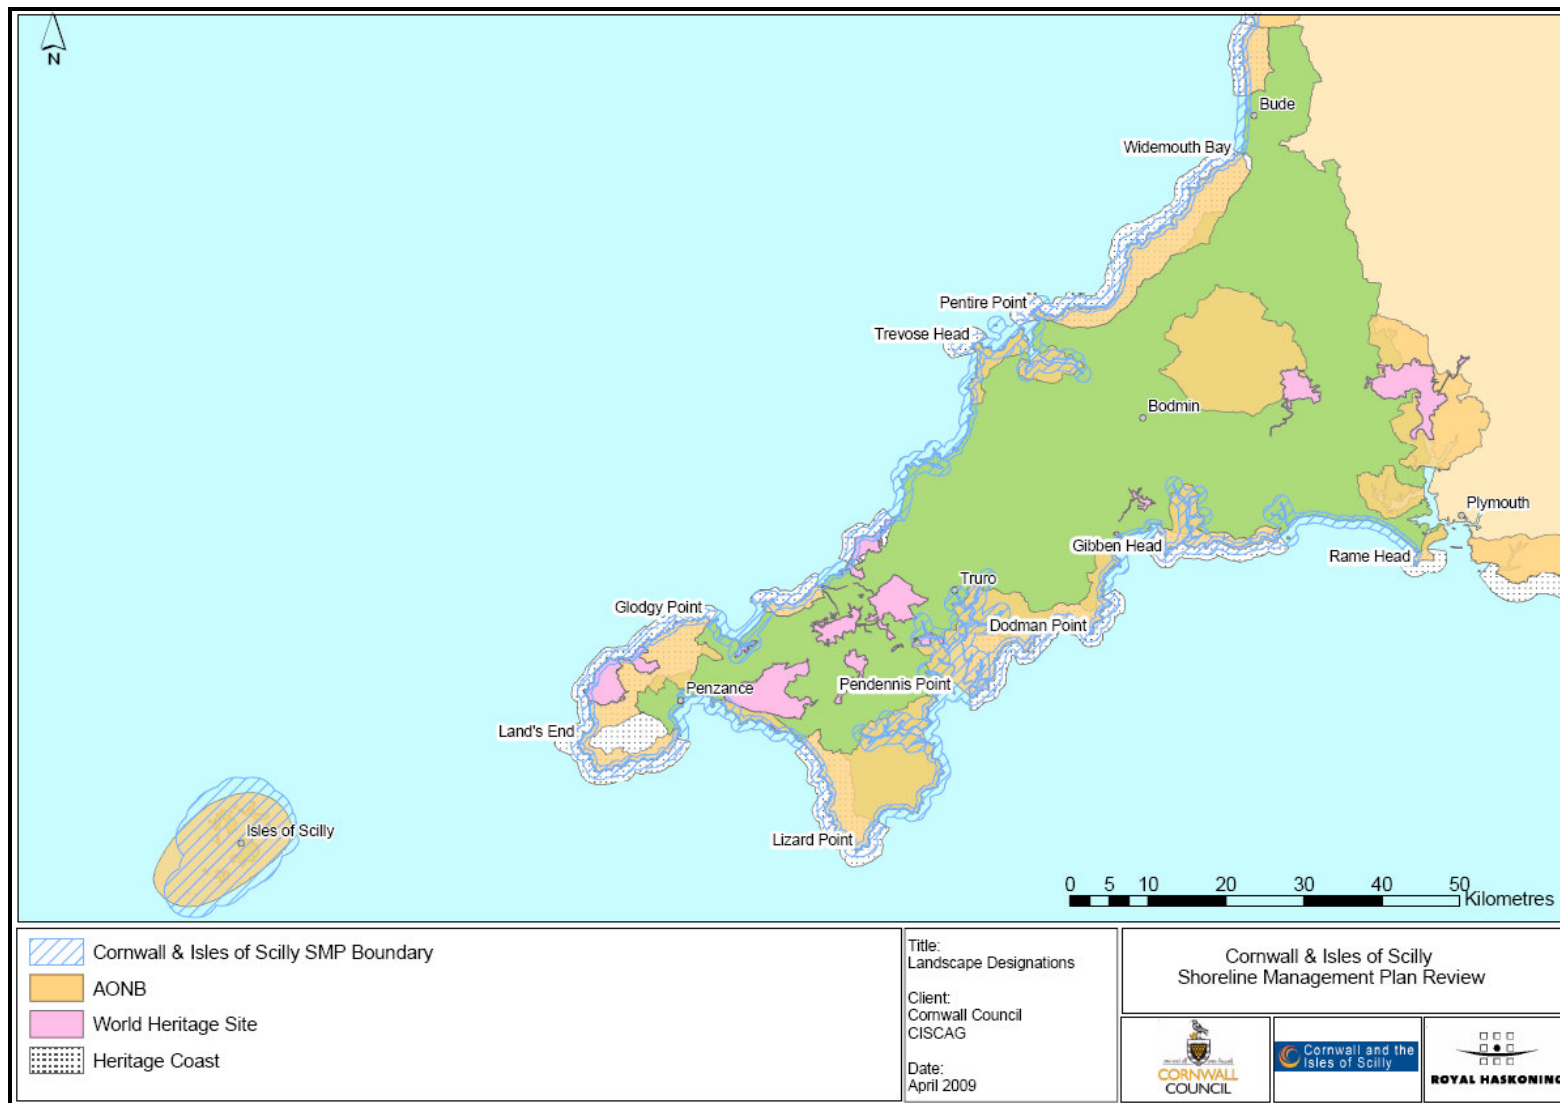 N
Bude
Widemouth Bay
Pentire Point
Trevose Head
Bodmin
Plymouth
Gibben Head
Rame Head
Truro
Glodgy Point
Dodman Point
Penzance
Pendennis Point
Land's End
Isles of Scilly
Lizard Point
0 5 10 20 30 40 50
Kilometres
Cornwall & Isles of Scilly SMP Boundary
AONB
World Heritage Site
Heritage Coast
Title:
Landscape Designations
Client:
Cornwall Council
CISCAG
Date:
April 2009
Cornwall & Isles of Scilly
Shoreline Management Plan Review
CORNWALL
COUNCIL
Cornwall and the
Isles of Scilly
ROYAL HASKONING